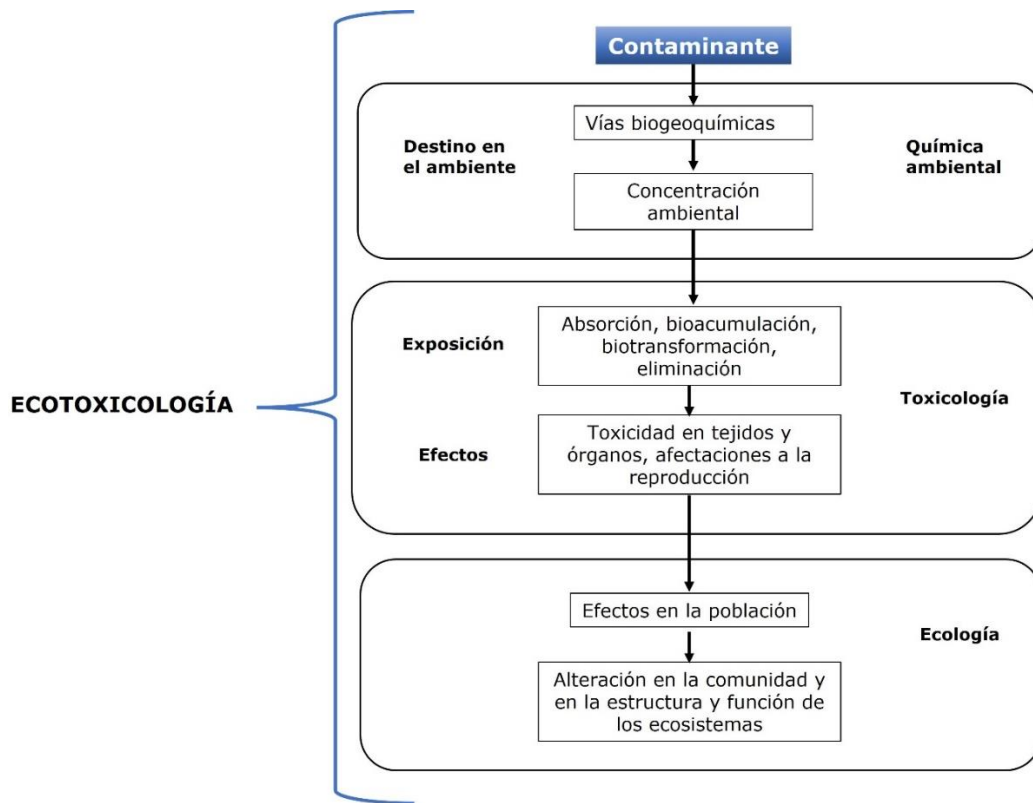 Contaminante
Vías biogeoquímicas
Destino en
el ambiente
Química
ambiental
Concentración
ambiental
Absorción, bioacumulación,
biotransformación,
eliminación
Exposición
Toxicología
ECOTOXICOLOGÍA
Toxicidad en tejidos y
órganos, afectaciones a la
reproducción
Efectos
Efectos en la población
Ecología
Alteración en la comunidad y
en la estructura y función de
los ecosistemas